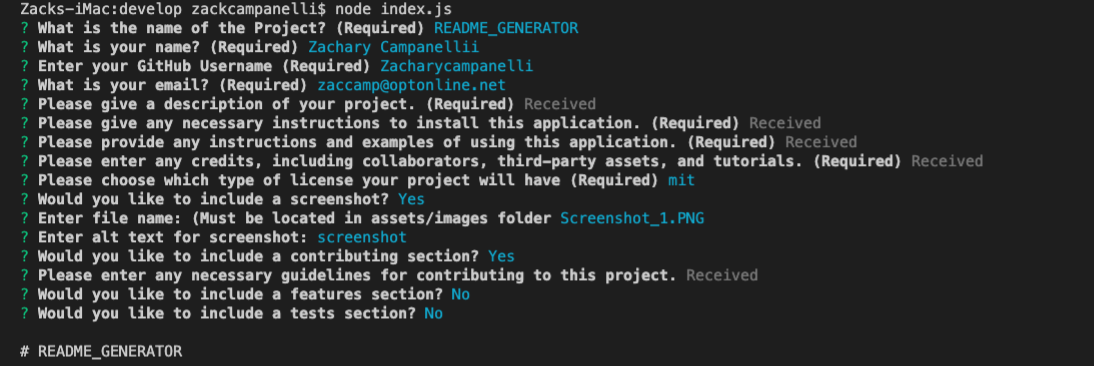 Zacks-iMac:develop zackcampanelli$ node index.js
? What is the name of the Project? (Required) README_GENERATOR
? What is your name? (Required) Zachary Campanellii
? Enter your GitHub Username (Required) Zacharycampanelli
? What is your email? (Required) zaccamp@optonline.net
? Please give a description of your project. (Required) Received
? Please give any necessary instructions to install this application. (Required) Received
? Please provide any instructions and examples of using this application. (Required) Received
? Please enter any credits, including collaborators, third-party assets, and tutorials. (Required) Received
? Please choose which type of license your project will have (Required) mit
? Would you like to include a screenshot? Yes
? Enter file name: (Must be located in assets/images folder Screenshot_1.PNG
? Enter alt text for screenshot: screenshot
? Would you like to include a contributing section? Yes
? Please enter any necessary guidelines for contributing to this project. Received
? Would you like to include a features section? No
? Would you like to include a tests section? No
# README_GENERATOR